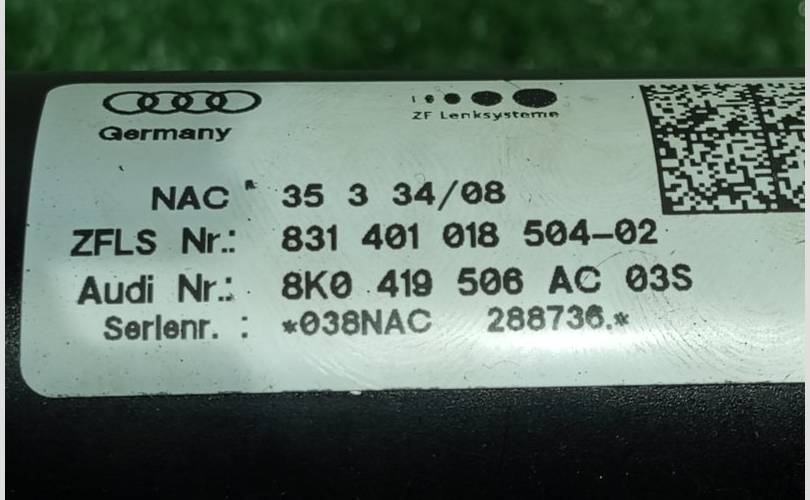 Germany
ZF Lenksysteme
NAC 35 3 34/08
ZFLS Nr.: 831 401 018 504-02
Audi Nr.: 8K0 419 506 AC 03S
Serienr. : *038NAC 288736.*